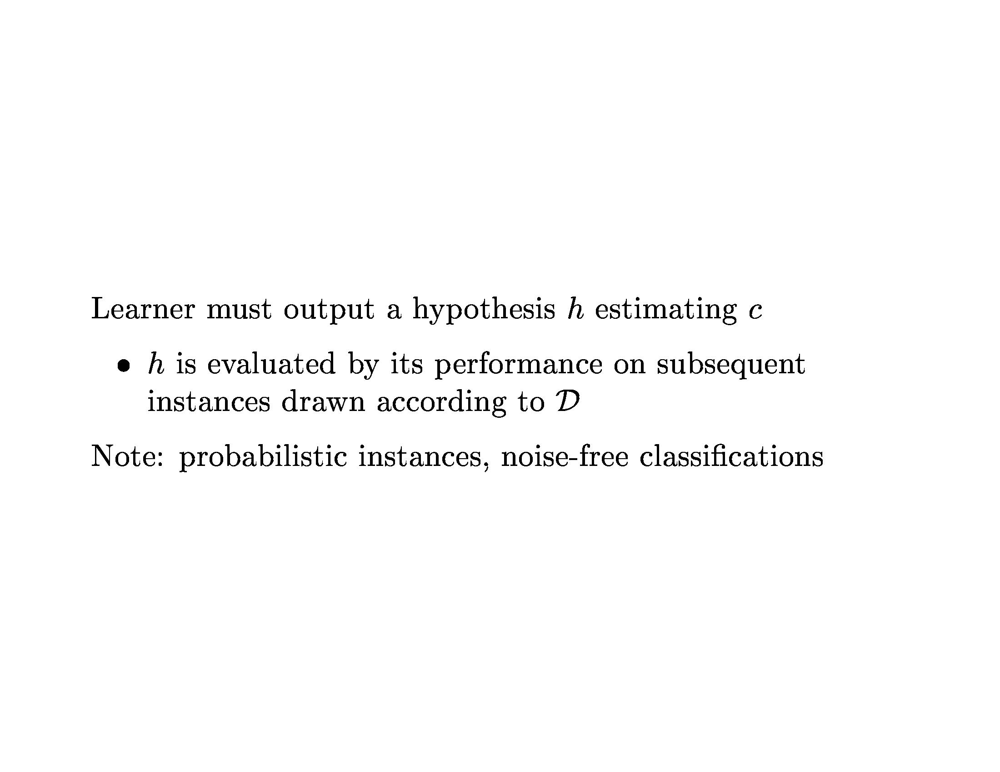 Learner must output a hypothesis h estimating c
• h is evaluated by its performance on subsequent
instances drawn according to 𝒟
Note: probabilistic instances, noise-free classifications